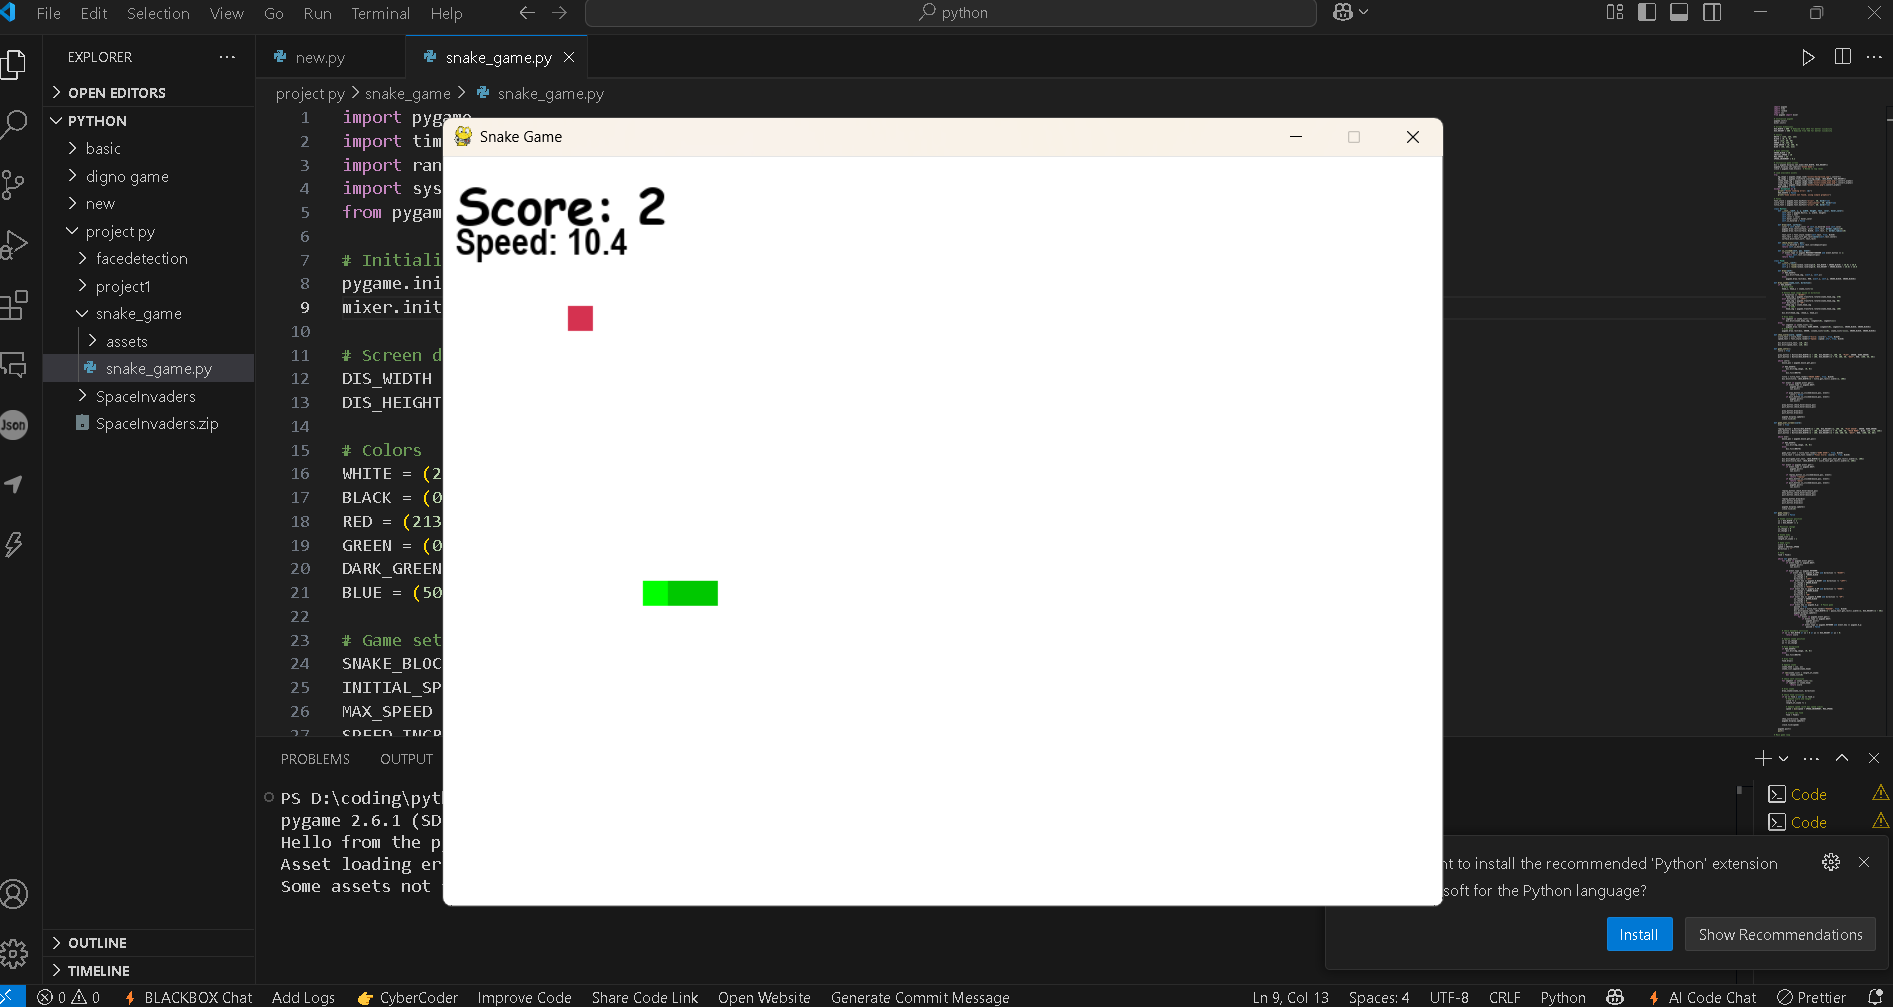 File Edit Selection View Go Run Terminal Help
python
EXPLORER
OPEN EDITORS
PYTHON
basic
digno game
new
project py
facedetection
project1
snake_game
assets
snake_game.py
SpaceInvaders
SpaceInvaders.zip
OUTLINE
TIMELINE
Json
new.py
snake_game.py
project py > snake_game > snake_game.py
1 import pygame
2 import tim
3 import ran
4 import sys
5 from pygam
6
7 # Initiali
8 pygame.ini
9 mixer.init
10
11 # Screen d
12 DIS_WIDTH
13 DIS_HEIGHT
14
15 # Colors
16 WHITE = (2
17 BLACK = (0
18 RED = (213
19 GREEN = (0
20 DARK_GREEN
21 BLUE = (50
22
23 # Game set
24 SNAKE_BLOC
25 INITIAL_SP
26 MAX_SPEED
27 SPEED_INCR
Snake Game
Score: 2
Speed: 10.4
PROBLEMS OUTPUT
PS D:\coding\pyth
pygame 2.6.1 (SD
Hello from the p
Asset loading er
Some assets not
Code
Code
nt to install the recommended 'Python' extension
soft for the Python language?
Install
Show Recommendations
0 0 BLACKBOX Chat Add Logs CyberCoder Improve Code Share Code Link Open Website Generate Commit Message Ln 9, Col 13 Spaces: 4 UTF-8 CRLF Python AI Code Chat Prettier